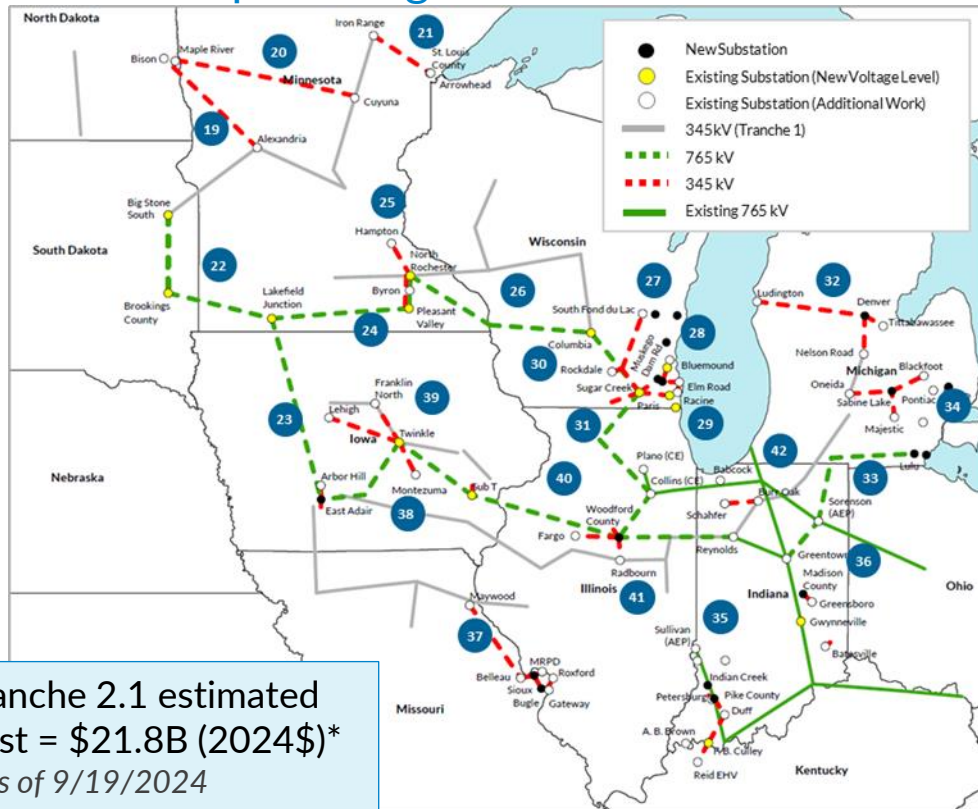 North Dakota
Iron Range
21
20
Maple River
Bison
St. Louis
County
Minnesota
Arrowhead
Cuyuna
19
Alexandria
New Substation
Existing Substation (New Voltage Level)
Existing Substation (Additional Work)
345kV (Tranche 1)
765 kV
345 kV
Existing 765 kV
Big Stone
South
25
Hampton
South Dakota
22
North
Rochester
Wisconsin
27
32
Byron
26
Ludington
Denver
Brookings
County
Lakefield
Junction
Pleasant
Valley
South Fond du Lac
Tittabawassee
24
28
Columbia
Muskego
Dam Rd
Nelson Road
30
Rockdale
Bluemound
Michigan
Blackfoot
Sugar Creek
Elm Road
Oneida
Pontiac
Franklin
North
39
Paris
Racine
Sabine Lake
34
Lehigh
Majestic
23
Iowa
Twinkle
31
29
42
Nebraska
Arbor Hill
Montezuma
Sub T
40
Plano (CE)
Babcock
Lulu
33
Collins (CE)
East Adair
38
Woodford
County
Schahfer
Burr Oak
Sorenson
(AEP)
Fargo
Reynolds
Greentown
36
Radbourn
Madison
County
Illinois
41
Indiana
Ohio
Maywood
35
Greensboro
37
Sullivan
(AEP)
Gwynneville
Batesville
MRPD
Belleau
Roxford
Indian Creek
Sioux
Petersburg
Pike County
Bugle
Gateway
Missouri
Duff
A. B. Brown
F. B. Culley
Reid EHV
Kentucky
anche 2.1 estimated
st = $21.8B (2024$)*
s of 9/19/2024